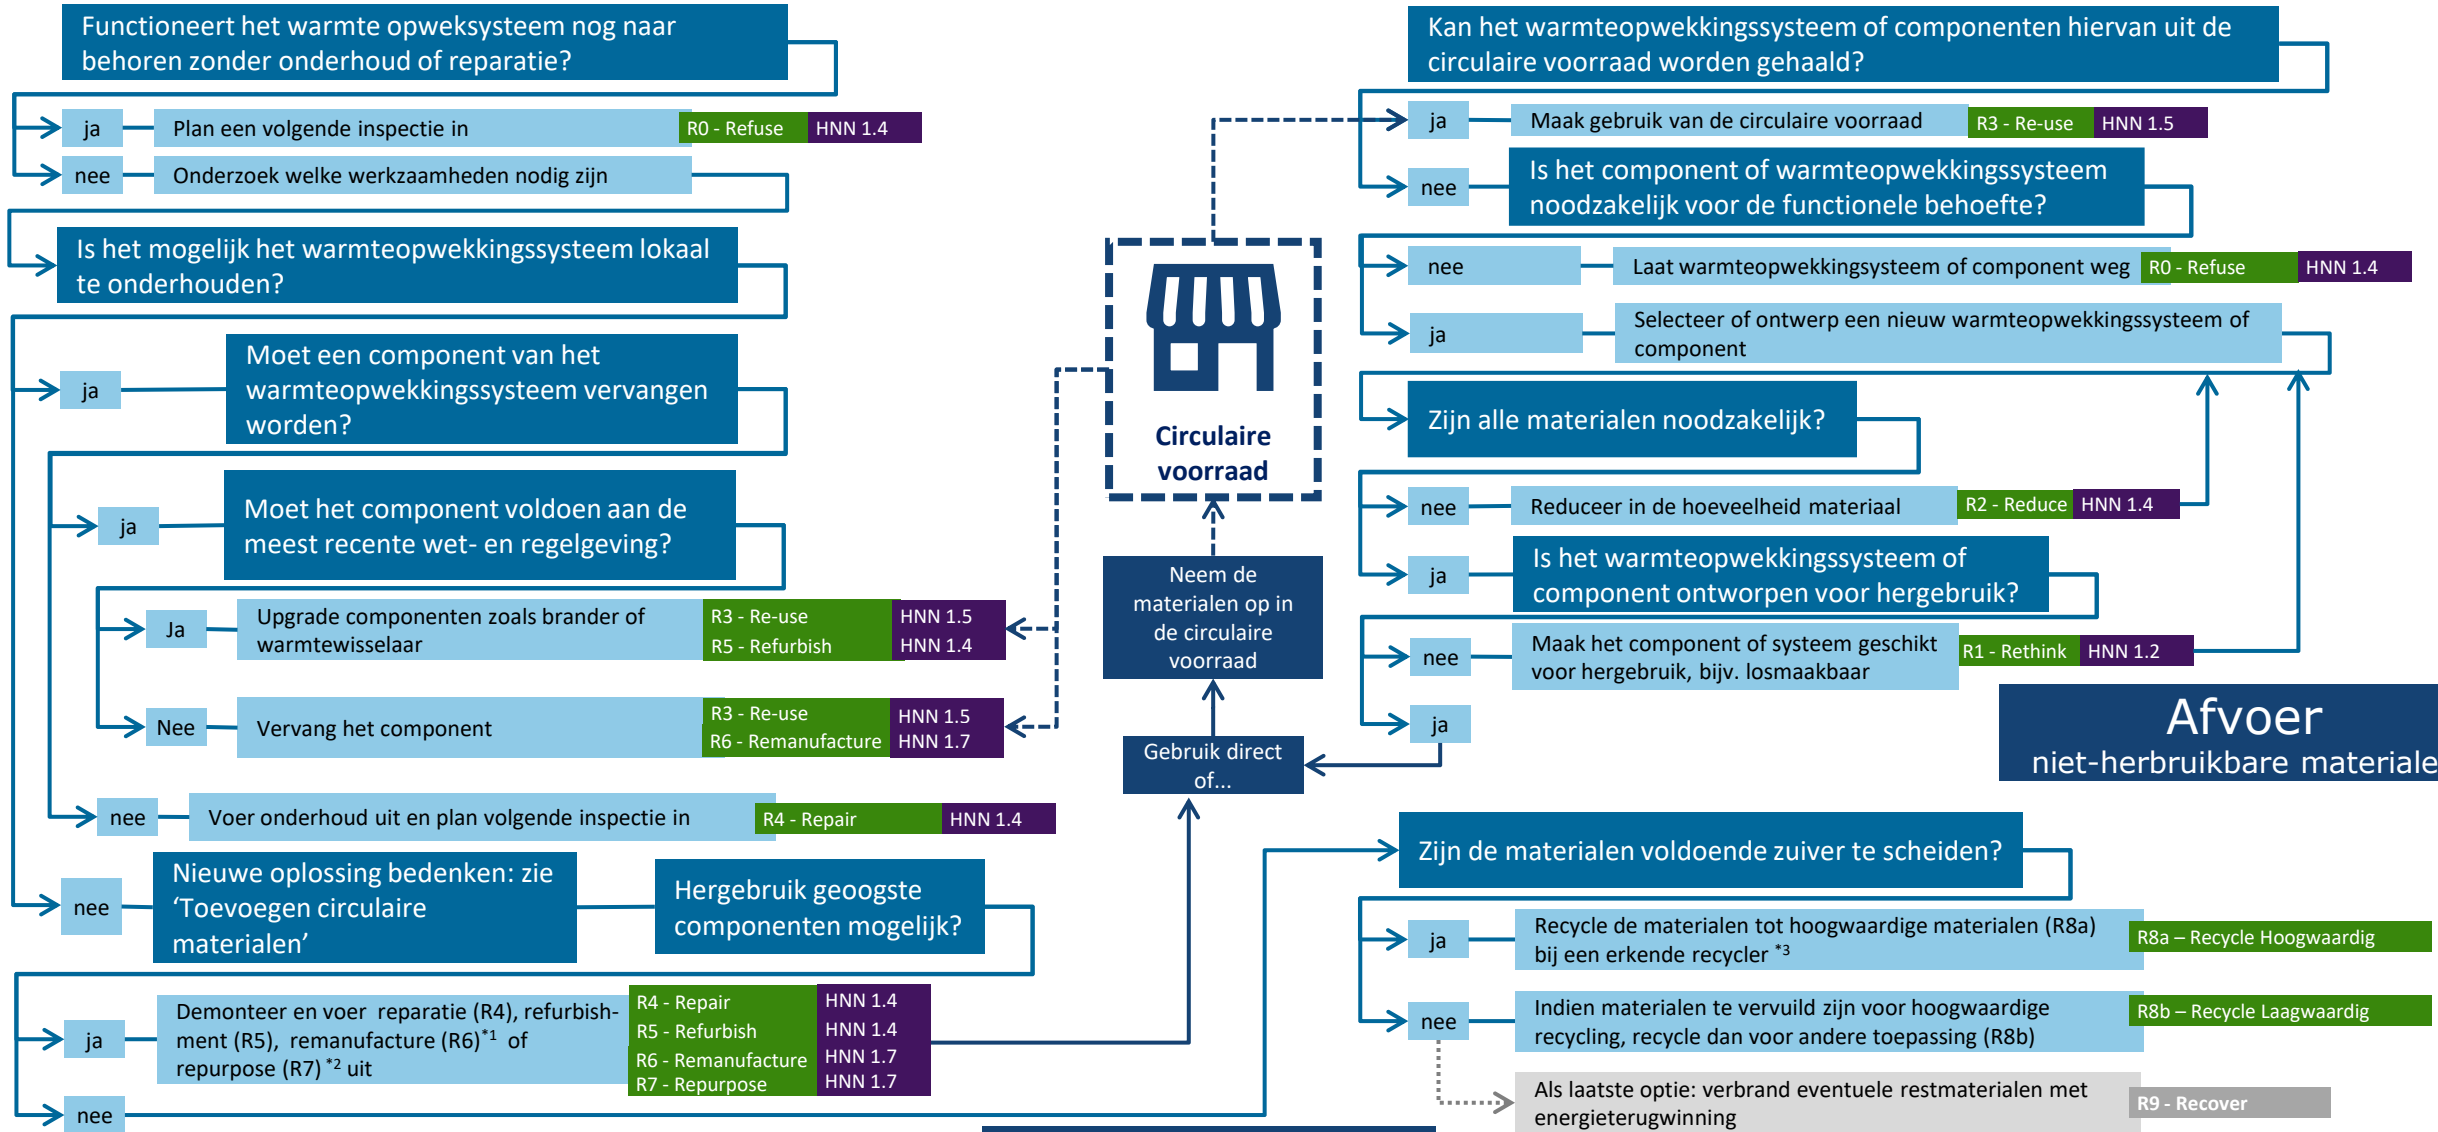 Functioneert het warmte opweksysteem nog naar
behoren zonder onderhoud of reparatie?
ja
Plan een volgende inspectie in
R0 - Refuse
HNN 1.4
nee
Onderzoek welke werkzaamheden nodig zijn
Is het mogelijk het warmteopwekkingssysteem lokaal
te onderhouden?
ja
Moet een component van het
warmteopwekkingssysteem vervangen
worden?
ja
Moet het component voldoen aan de
meest recente wet- en regelgeving?
Ja
Upgrade componenten zoals brander of
warmtewisselaar
R3 - Re-use
HNN 1.5
R5 - Refurbish
HNN 1.4
Nee
Vervang het component
R3 - Re-use
HNN 1.5
R6 - Remanufacture
HNN 1.7
nee
Voer onderhoud uit en plan volgende inspectie in
R4 - Repair
HNN 1.4
nee
Nieuwe oplossing bedenken: zie
‘Toevoegen circulaire
materialen’
Hergebruik geoogste
componenten mogelijk?
ja
Demonteer en voer reparatie (R4), refurbish-
ment (R5), remanufacture (R6)*1 of
repurpose (R7) *2 uit
R4 - Repair
HNN 1.4
R5 - Refurbish
HNN 1.4
R6 - Remanufacture
HNN 1.7
R7 - Repurpose
HNN 1.7
nee
Circulaire
voorraad
Neem de
materialen op in
de circulaire
voorraad
Gebruik direct
of...
Kan het warmteopwekkingssysteem of componenten hiervan uit de
circulaire voorraad worden gehaald?
ja
Maak gebruik van de circulaire voorraad
R3 - Re-use
HNN 1.5
nee
Is het component of warmteopwekkingssysteem
noodzakelijk voor de functionele behoefte?
nee
Laat warmteopwekkingsysteem of component weg
R0 - Refuse
HNN 1.4
ja
Selecteer of ontwerp een nieuw warmteopwekkingssysteem of
component
Zijn alle materialen noodzakelijk?
nee
Reduceer in de hoeveelheid materiaal
R2 - Reduce
HNN 1.4
ja
Is het warmteopwekkingssysteem of
component ontworpen voor hergebruik?
nee
Maak het component of systeem geschikt
voor hergebruik, bijv. losmaakbaar
R1 - Rethink
HNN 1.2
ja
Afvoer
niet-herbruikbare materiale
Zijn de materialen voldoende zuiver te scheiden?
ja
Recycle de materialen tot hoogwaardige materialen (R8a)
bij een erkende recycler *3
R8a – Recycle Hoogwaardig
nee
Indien materialen te vervuild zijn voor hoogwaardige
recycling, recycle dan voor andere toepassing (R8b)
R8b – Recycle Laagwaardig
Als laatste optie: verbrand eventuele restmaterialen met
energieterugwinning
R9 - Recover